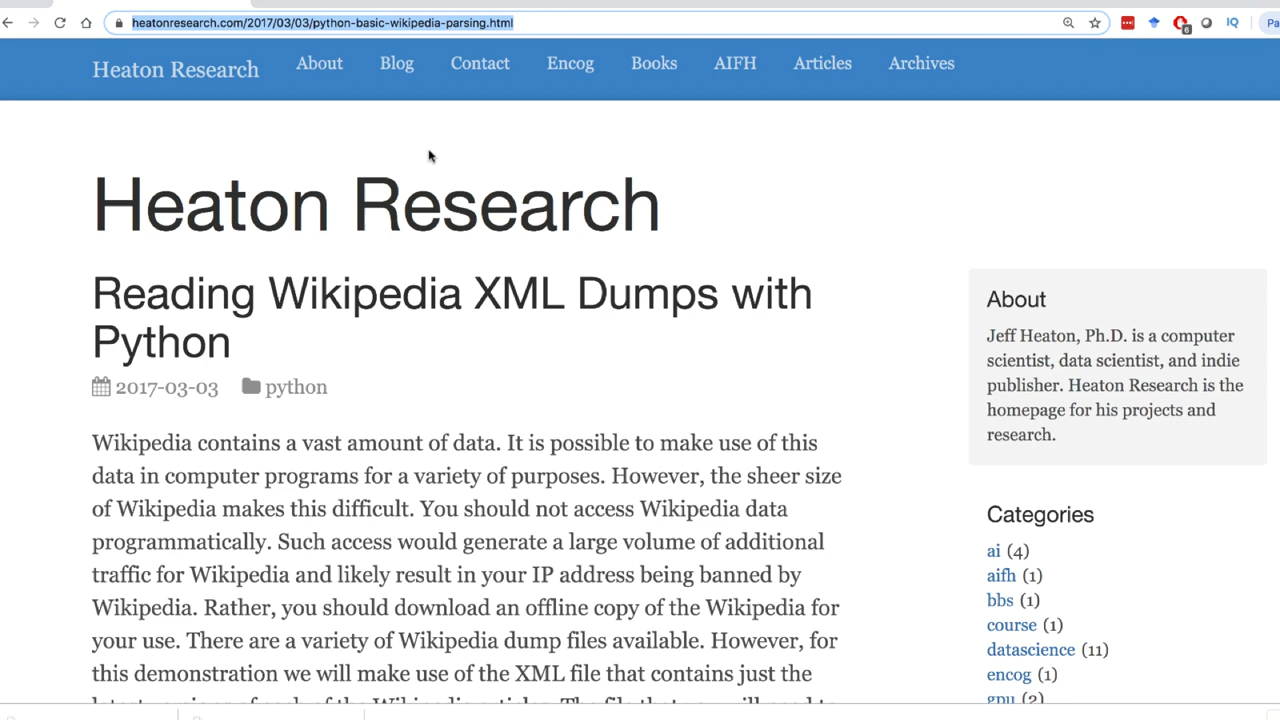 heatonresearch.com/2017/03/03/python-basic-wikipedia-parsing.html
6
IQ
Pa
Heaton Research
About
Blog
Contact
Encog
Books
AIFH
Articles
Archives
Heaton Research
Reading Wikipedia XML Dumps with
Python
2017-03-03
python
Wikipedia contains a vast amount of data. It is possible to make use of this
data in computer programs for a variety of purposes. However, the sheer size
of Wikipedia makes this difficult. You should not access Wikipedia data
programmatically. Such access would generate a large volume of additional
traffic for Wikipedia and likely result in your IP address being banned by
Wikipedia. Rather, you should download an offline copy of the Wikipedia for
your use. There are a variety of Wikipedia dump files available. However, for
this demonstration we will make use of the XML file that contains just the
About
Jeff Heaton, Ph.D. is a computer
scientist, data scientist, and indie
publisher. Heaton Research is the
homepage for his projects and
research.
Categories
ai (4)
aifh (1)
bbs (1)
course (1)
datascience (11)
encog (1)
gpu (2)